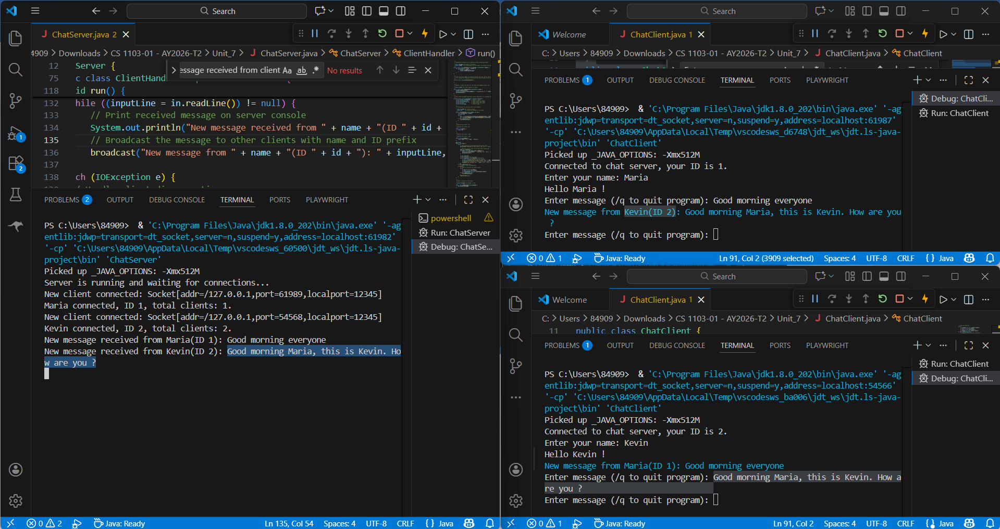 Search
ChatServer.java 2
4909 > Downloads > CS 1103-01 - AY2026-T2 > Unit_7 > J ChatServer.java > ChatServer > ClientHandler > run()
essage received from client Aa ab .* No results
12 Server {
75 c class ClientHand
118 id run() {
132 hile ((inputLine = in.readLine()) != null) {
133 // Print received message on server console
134 System.out.println("New message received from " + name + "(ID " + id +
135 // Broadcast the message to other clients with name and ID prefix
136 broadcast("New message from " + name + "(ID " + id + "): " + inputLine,
137
138 ch (IOException e) {
PROBLEMS 2 OUTPUT DEBUG CONSOLE TERMINAL PORTS PLAYWRIGHT
powershell
Run: ChatServer
Debug: ChatSe...
1
2
PS C:\Users\84909> & 'C:\Program Files\Java\jdk1.8.0_202\bin\java.exe' '-ag
entlib:jdwp=transport=dt_socket,server=n,suspend=y,address=localhost:61982'
'-cp' 'C:\Users\84909\AppData\Local\Temp\vscodesws_60500\jdt_ws\jdt.ls-java-
project\bin' 'ChatServer'
Picked up _JAVA_OPTIONS: -Xmx512M
Server is running and waiting for connections...
New client connected: Socket[addr=/127.0.0.1,port=61989,localport=12345]
Maria connected, ID 1, total clients: 1.
New client connected: Socket[addr=/127.0.0.1,port=54568,localport=12345]
Kevin connected, ID 2, total clients: 2.
New message received from Maria(ID 1): Good morning everyone
New message received from Kevin(ID 2): Good morning Maria, this is Kevin. Ho
w are you ?
0 2 Java: Ready Ln 135, Col 54 Spaces: 4 UTF-8 CRLF { } Java
Search
Welcome J ChatClient.java 1
C: > Users > 84909 > Downloads > CS 1103-01 - AY2026-T2 > Unit_7 > J ChatClient.java > ChatClient
PROBLEMS 1 OUTPUT DEBUG CONSOLE TERMINAL PORTS PLAYWRIGHT
Debug: ChatCli...
Run: ChatClient
PS C:\Users\84909> & 'C:\Program Files\Java\jdk1.8.0_202\bin\java.exe' '-ag
entlib:jdwp=transport=dt_socket,server=n,suspend=y,address=localhost:61987'
'-cp' 'C:\Users\84909\AppData\Local\Temp\vscodesws_d6748\jdt_ws\jdt.ls-java-
project\bin' 'ChatClient'
Picked up _JAVA_OPTIONS: -Xmx512M
Connected to chat server, your ID is 1.
Enter your name: Maria
Hello Maria !
Enter message (/q to quit program): Good morning everyone
New message from Kevin(ID 2): Good morning Maria, this is Kevin. How are you
?
Enter message (/q to quit program):
0 1 Java: Ready Ln 91, Col 2 (3909 selected) Spaces: 4 UTF-8 CRLF { } Java
Search
Welcome J ChatClient.java 1
C: > Users > 84909 > Downloads > CS 1103-01 - AY2026-T2 > Unit_7 > J ChatClient.java > ChatClient
11 public class ChatClient {
PROBLEMS 1 OUTPUT DEBUG CONSOLE TERMINAL PORTS PLAYWRIGHT
Run: ChatClient
Debug: ChatCli...
PS C:\Users\84909> & 'C:\Program Files\Java\jdk1.8.0_202\bin\java.exe' '-ag
entlib:jdwp=transport=dt_socket,server=n,suspend=y,address=localhost:54566'
'-cp' 'C:\Users\84909\AppData\Local\Temp\vscodesws_ba006\jdt_ws\jdt.ls-java-
project\bin' 'ChatClient'
Picked up _JAVA_OPTIONS: -Xmx512M
Connected to chat server, your ID is 2.
Enter your name: Kevin
Hello Kevin !
New message from Maria(ID 1): Good morning everyone
Enter message (/q to quit program): Good morning Maria, this is Kevin. How a
re you ?
Enter message (/q to quit program):
0 1 Java: Ready Ln 91, Col 2 Spaces: 4 UTF-8 CRLF { } Java